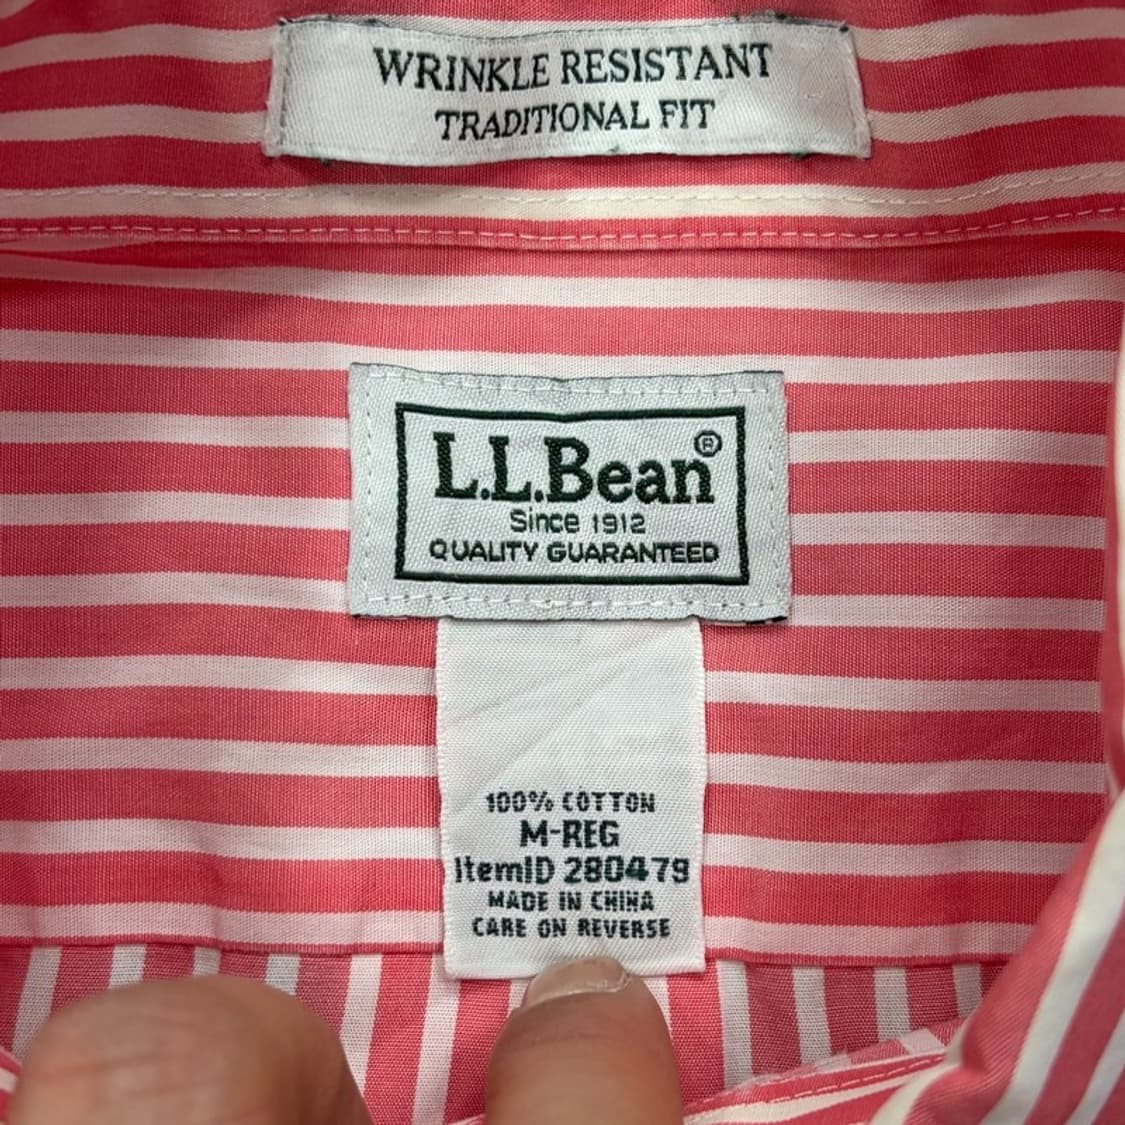 WRINKLE RESISTANT
TRADITIONAL FIT
L.L.Bean®
Since 1912
QUALITY GUARANTEED
100% COTTON
M-REG
ItemID 280479
MADE IN CHINA
CARE ON REVERSE